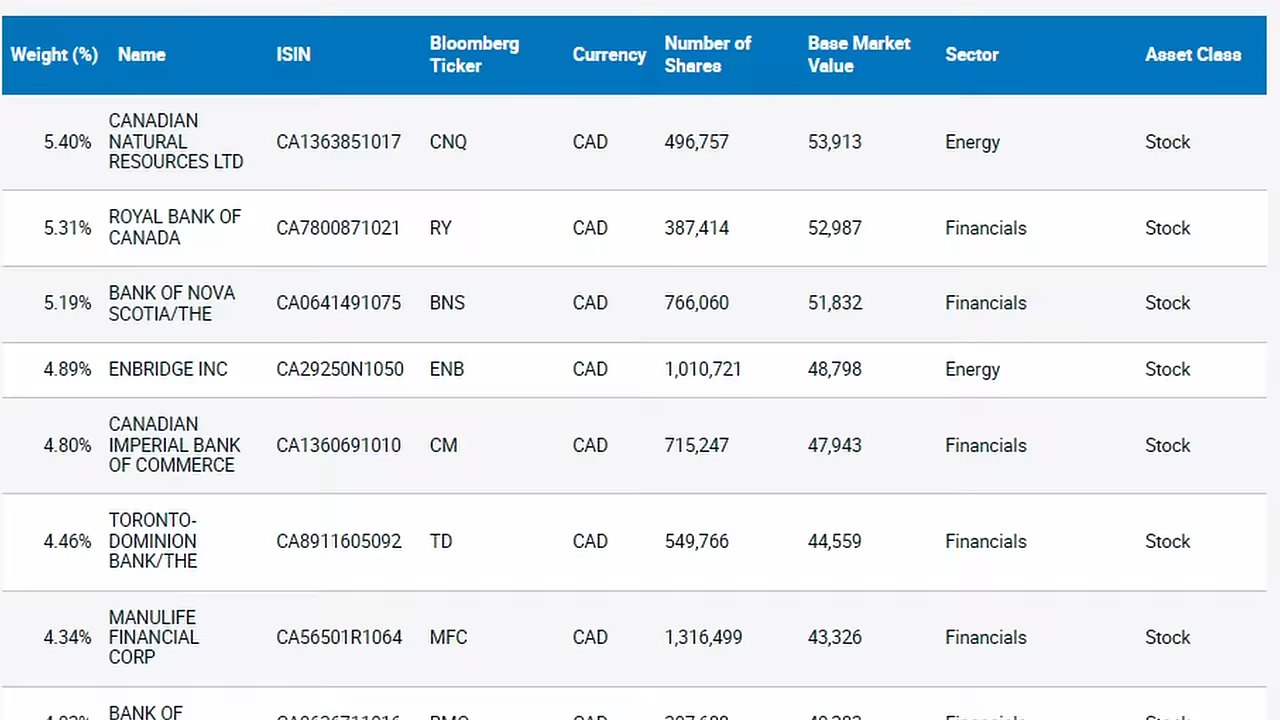 Weight (%) Name ISIN Bloomberg Ticker Currency Number of Shares Base Market Value Sector Asset Class
5.40% CANADIAN NATURAL RESOURCES LTD CA1363851017 CNQ CAD 496,757 53,913 Energy Stock
5.31% ROYAL BANK OF CANADA CA7800871021 RY CAD 387,414 52,987 Financials Stock
5.19% BANK OF NOVA SCOTIA/THE CA0641491075 BNS CAD 766,060 51,832 Financials Stock
4.89% ENBRIDGE INC CA29250N1050 ENB CAD 1,010,721 48,798 Energy Stock
4.80% CANADIAN IMPERIAL BANK OF COMMERCE CA1360691010 CM CAD 715,247 47,943 Financials Stock
4.46% TORONTO-DOMINION BANK/THE CA8911605092 TD CAD 549,766 44,559 Financials Stock
4.34% MANULIFE FINANCIAL CORP CA56501R1064 MFC CAD 1,316,499 43,326 Financials Stock
BANK OF